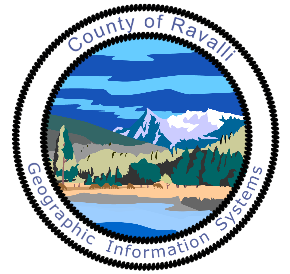 County of Ravalli
Geographic Information Systems